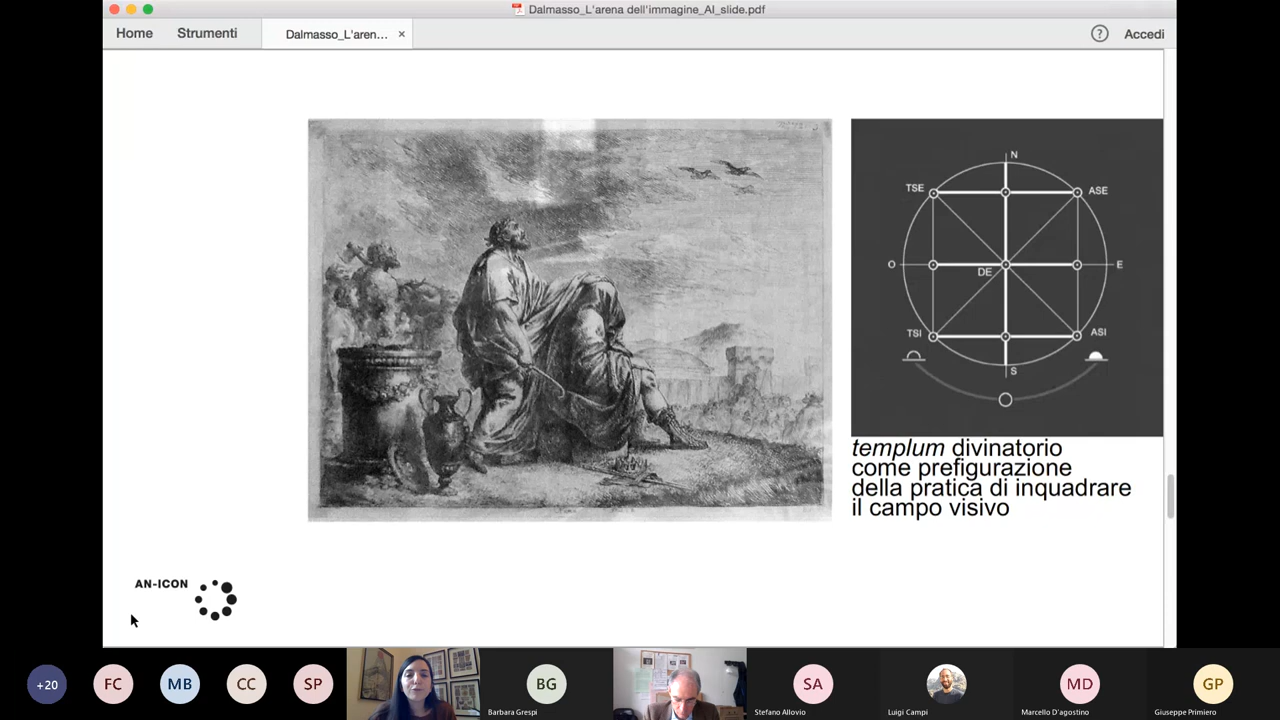 Dalmasso_L'arena dell'immagine_AI_slide.pdf
Home
Strumenti
Dalmasso_L'aren...
×
?
Accedi
N
TSE
ASE
O
DE
E
TSI
ASI
S
templum divinatorio
come prefigurazione
della pratica di inquadrare
il campo visivo
AN-ICON
+20
FC
MB
CC
SP
BG
Barbara Grespi
SA
Stefano Allovio
Luigi Campi
MD
Marcello D'agostino
GP
Giuseppe Primiero